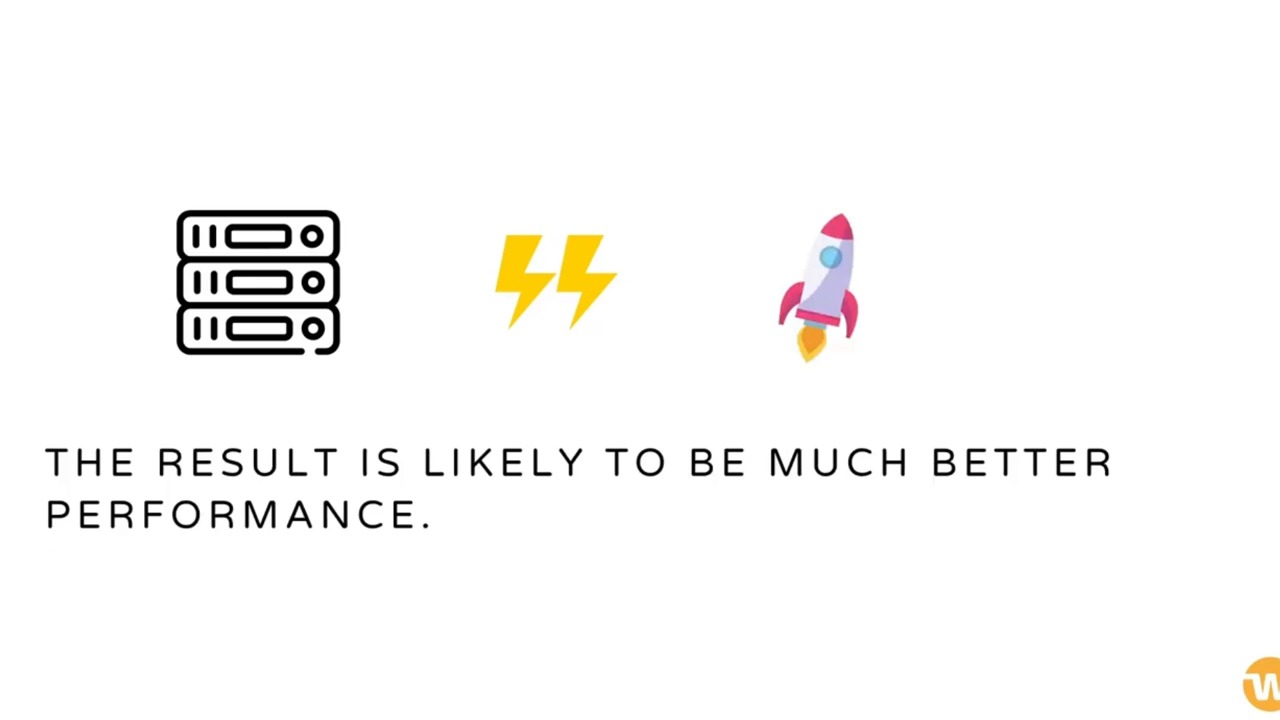 THE RESULT IS LIKELY TO BE MUCH BETTER
PERFORMANCE.
W